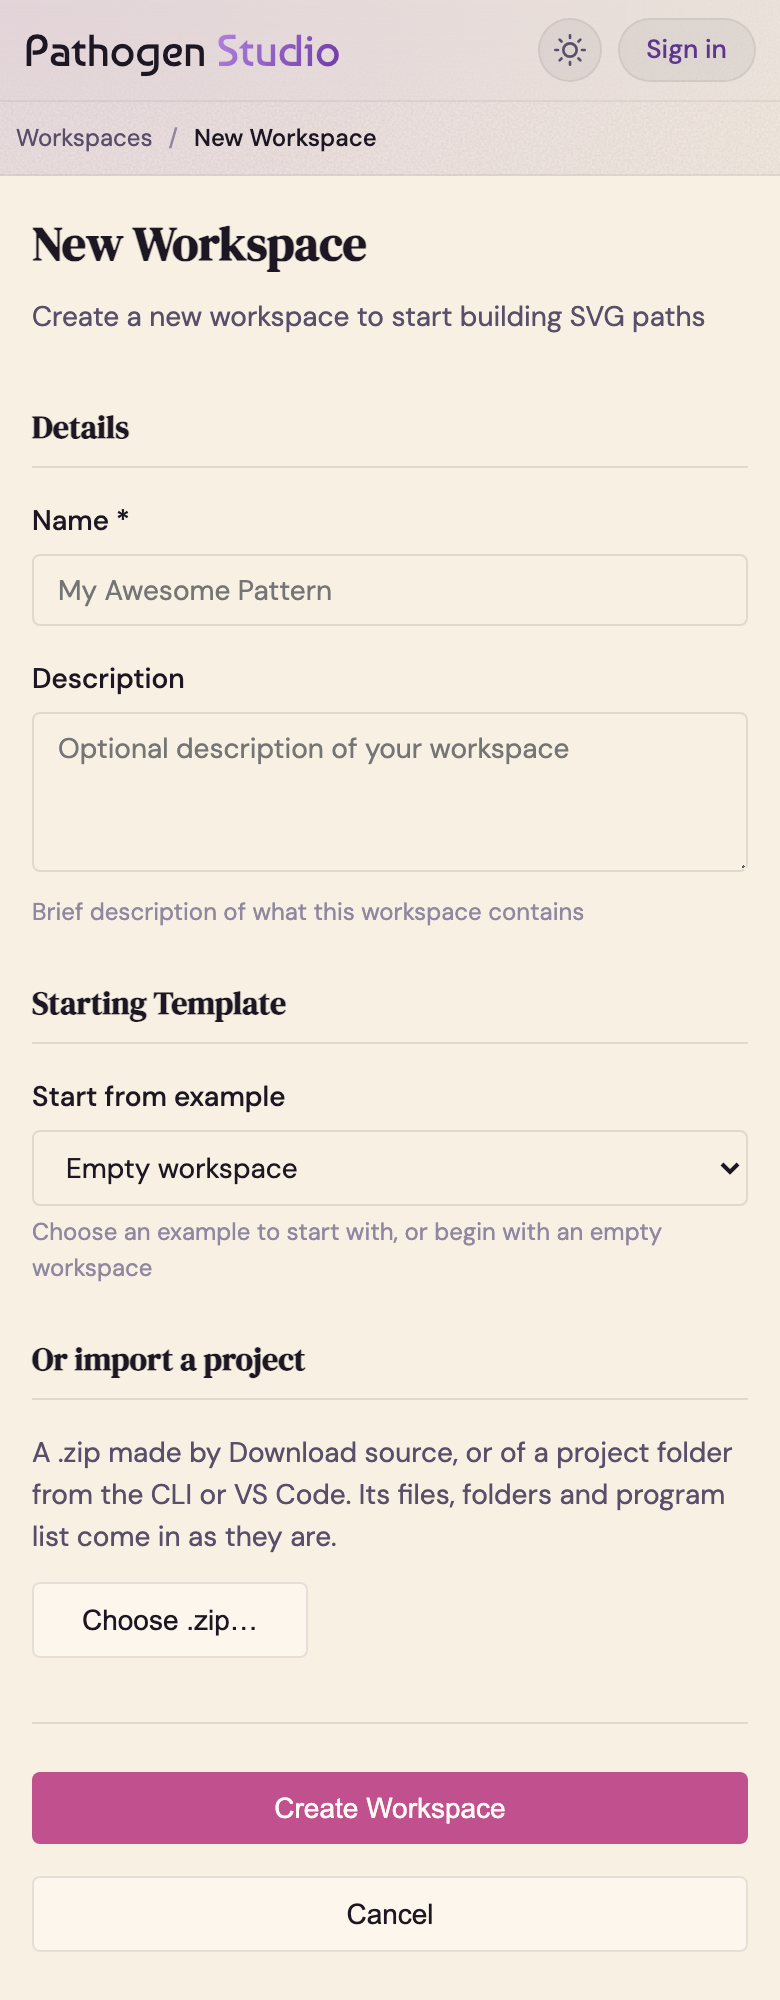 Pathogen Studio
Sign in
Workspaces / New Workspace
New Workspace
Create a new workspace to start building SVG paths
Details
Name *
My Awesome Pattern
Description
Optional description of your workspace
Brief description of what this workspace contains
Starting Template
Start from example
Empty workspace
Choose an example to start with, or begin with an empty
workspace
Or import a project
A .zip made by Download source, or of a project folder
from the CLI or VS Code. Its files, folders and program
list come in as they are.
Choose .zip…
Create Workspace
Cancel